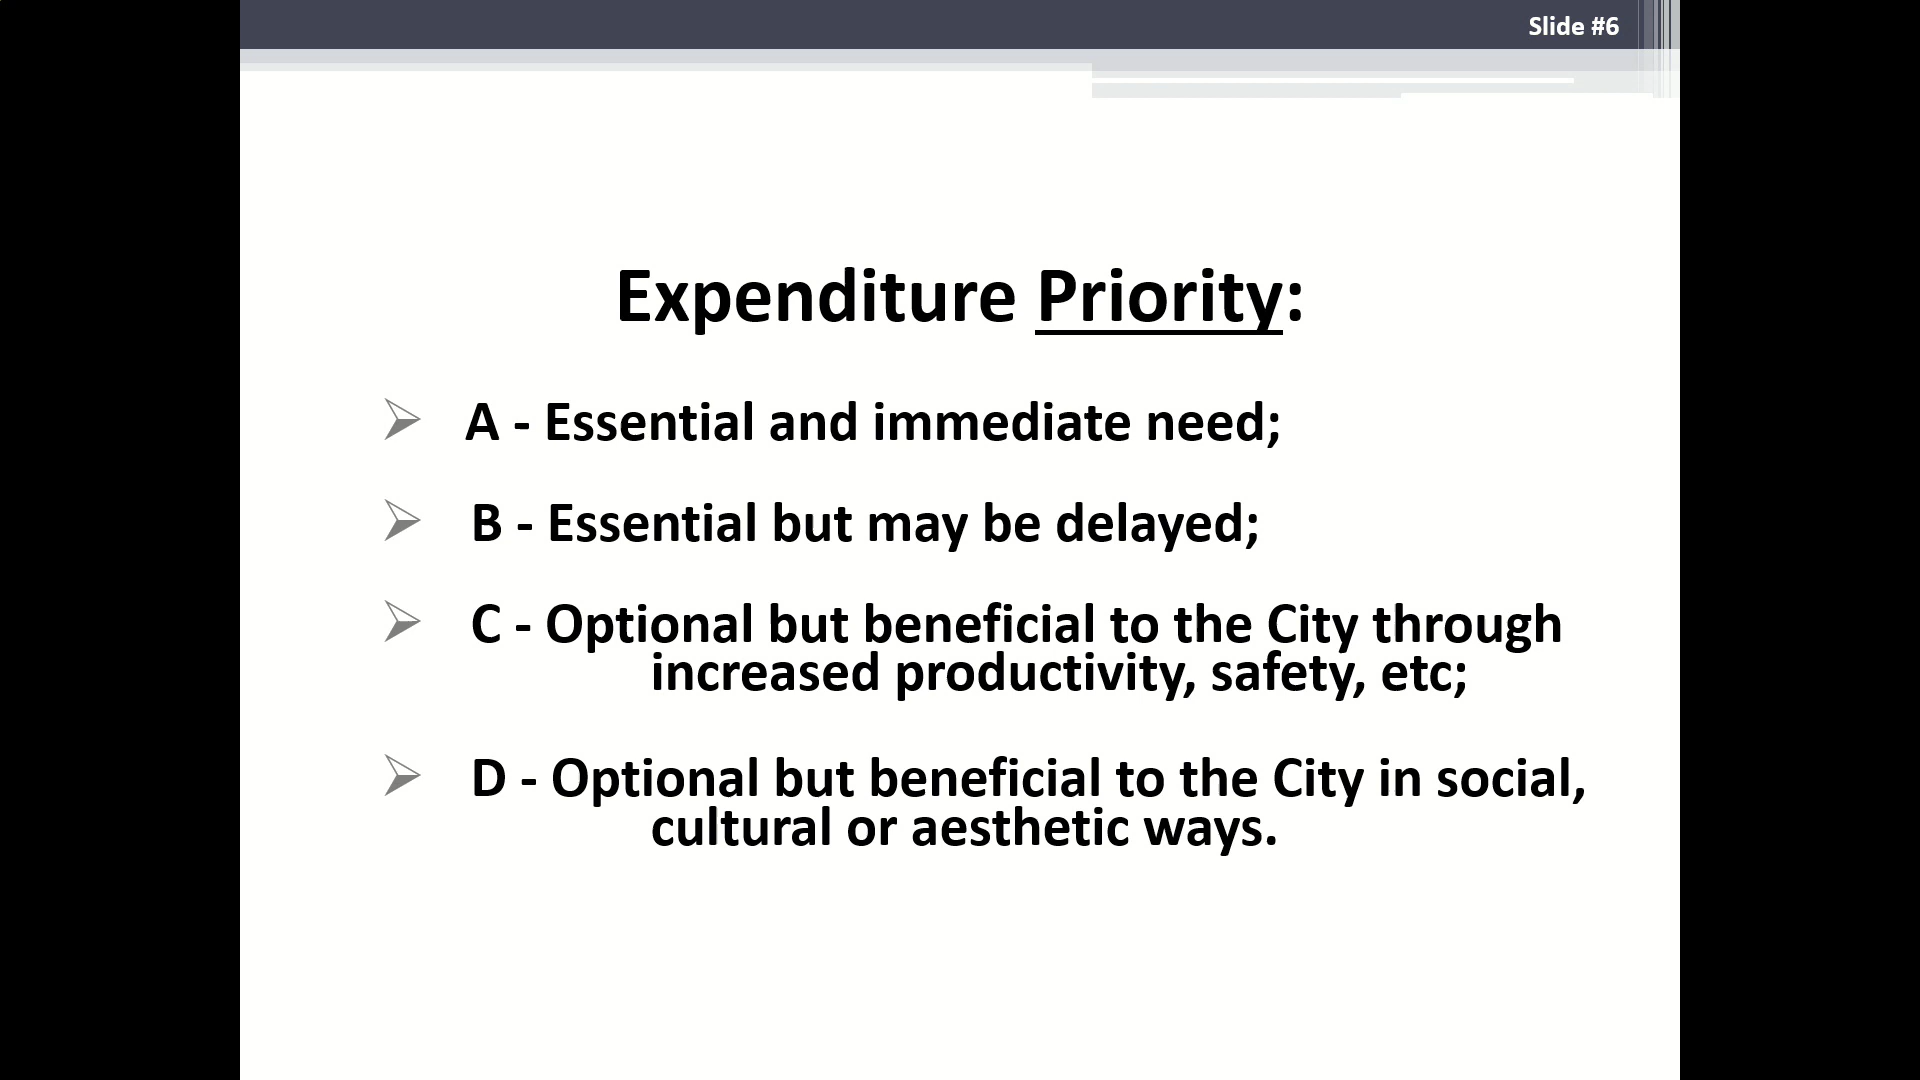 Slide #6
Expenditure Priority:
A - Essential and immediate need;
B - Essential but may be delayed;
C - Optional but beneficial to the City through
increased productivity, safety, etc;
D - Optional but beneficial to the City in social,
cultural or aesthetic ways.